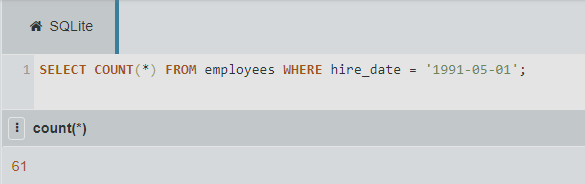 SQLite
1 SELECT COUNT(*) FROM employees WHERE hire_date = '1991-05-01';
count(*)
61